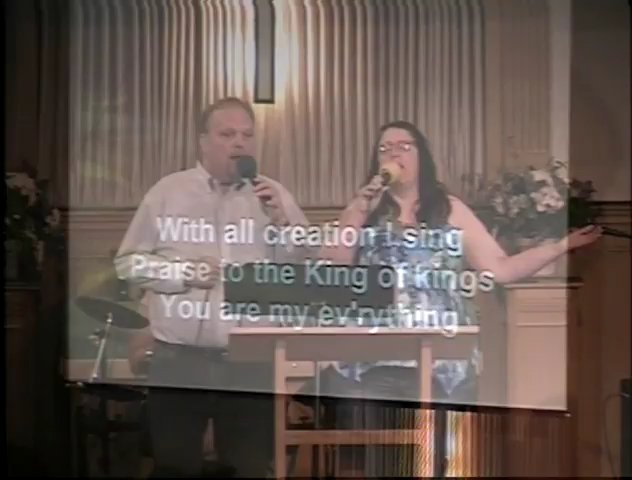 With all creation I sing
Praise to the King of kings
You are my ev'rything